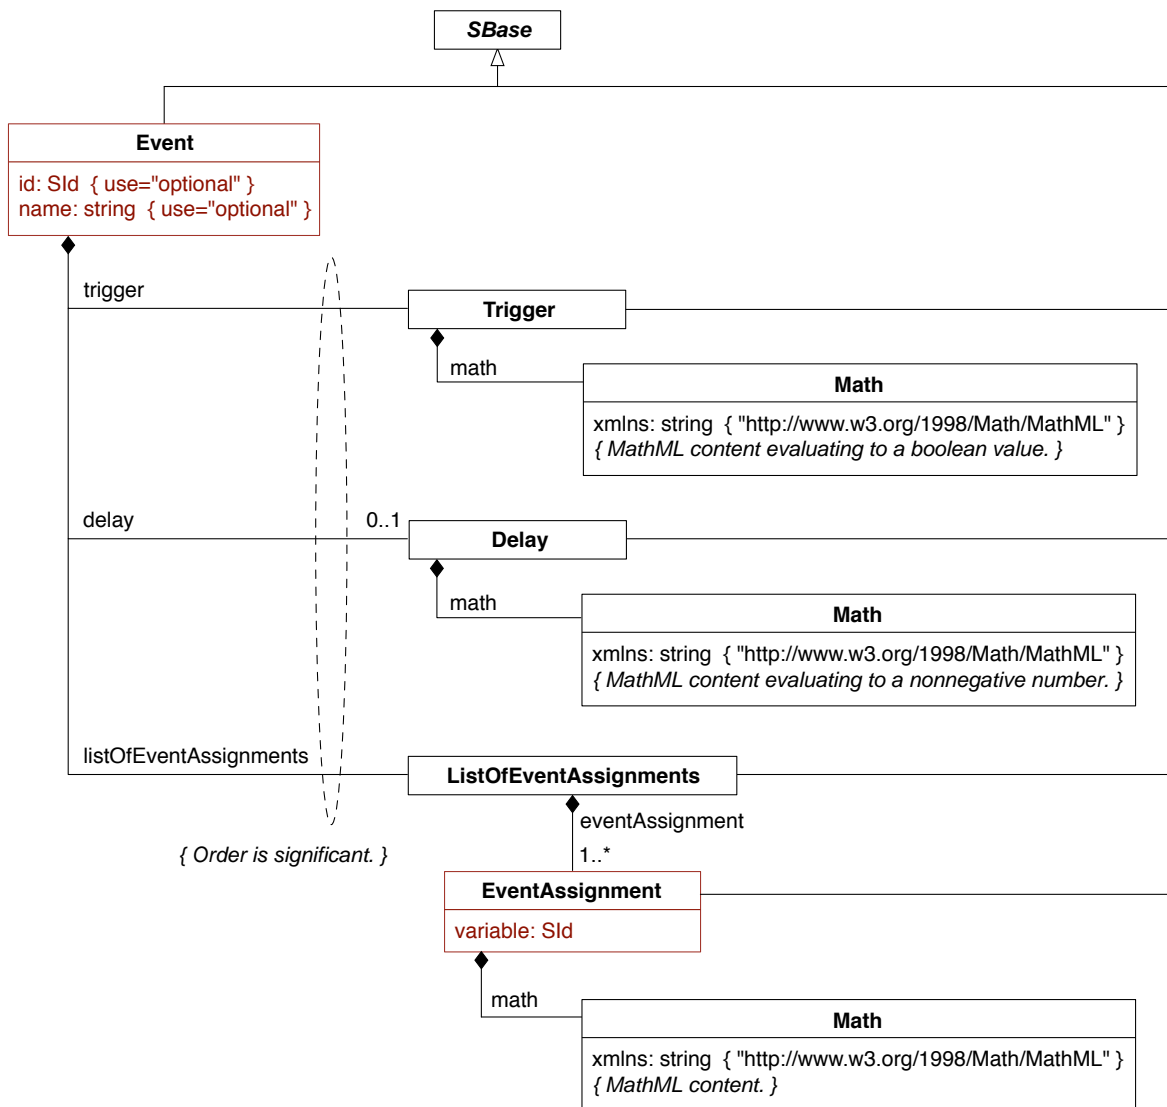 SBase
Event
id: SId { use="optional" }
name: string { use="optional" }
trigger
Trigger
math
Math
xmlns: string { "http://www.w3.org/1998/Math/MathML" }
{ MathML content evaluating to a boolean value. }
delay
0..1
Delay
math
Math
xmlns: string { "http://www.w3.org/1998/Math/MathML" }
{ MathML content evaluating to a nonnegative number. }
listOfEventAssignments
ListOfEventAssignments
eventAssignment
{ Order is significant. }
1..*
EventAssignment
variable: SId
math
Math
xmlns: string { "http://www.w3.org/1998/Math/MathML" }
{ MathML content. }